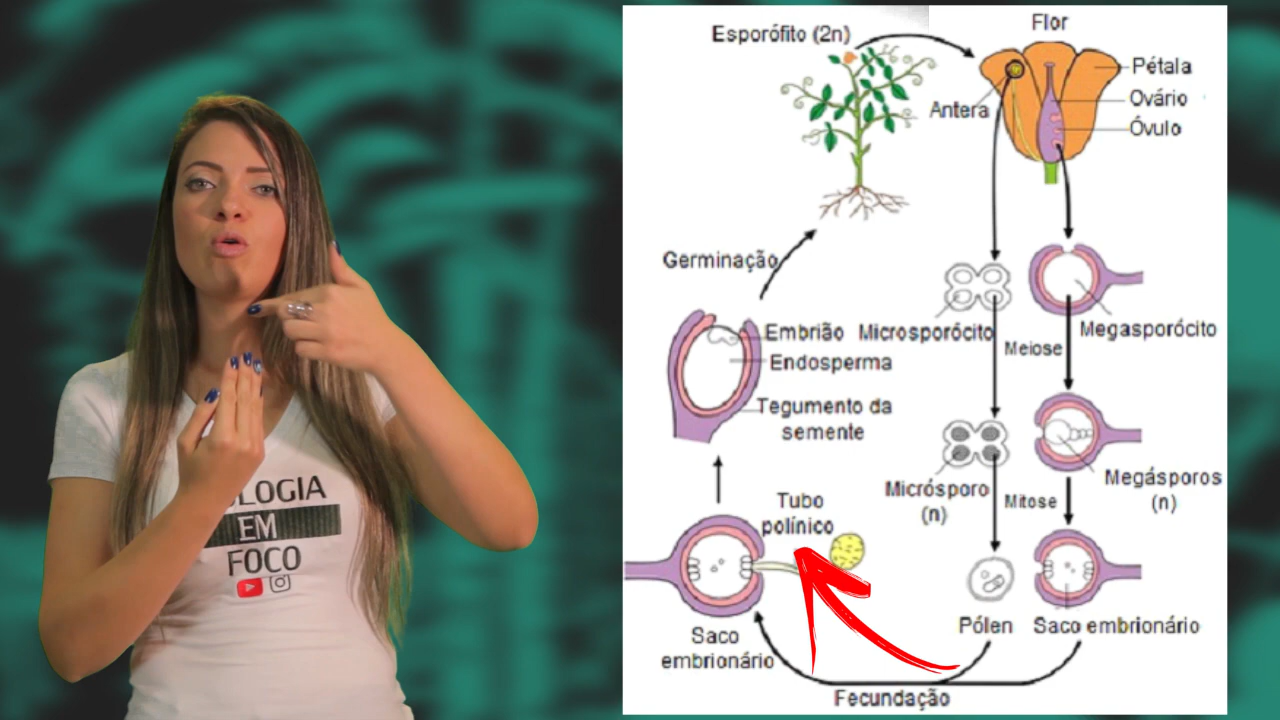 LOGIA
EM
FOCO
Flor
Esporófito (2n)
Pétala
Ovário
Antera
Óvulo
Germinação
Embrião
Microsporócito
Megasporócito
Meiose
Endosperma
Tegumento da
semente
Megásporos
(n)
Micrósporo
(n)
Mitose
Tubo
polínico
Pólen
Saco embrionário
Saco
embrionário
Fecundação